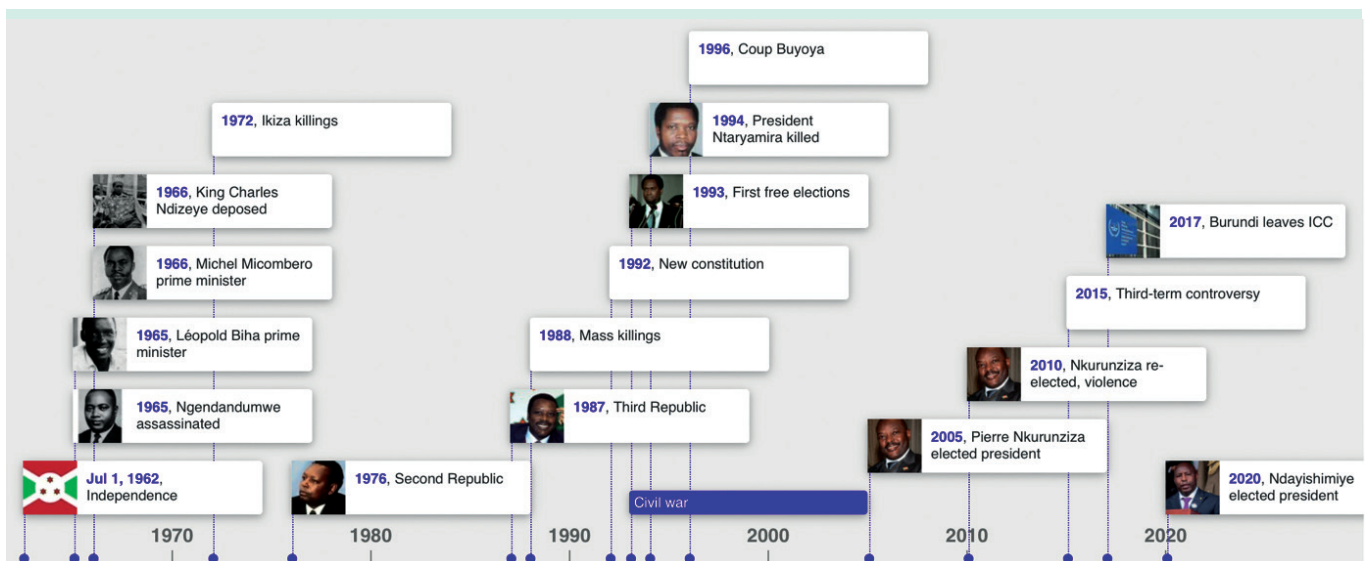 1996, Coup Buyoya
1972, Ikiza killings
1994, President
Ntaryamira killed
1966, King Charles
Ndizeye deposed
1993, First free elections
2017, Burundi leaves ICC
1966, Michel Micombero
prime minister
1992, New constitution
2015, Third-term controversy
1965, Léopold Biha prime
minister
1988, Mass killings
2010, Nkurunziza re-
elected, violence
1965, Ngendandumwe
assassinated
1987, Third Republic
2005, Pierre Nkurunziza
elected president
Jul 1, 1962,
Independence
1976, Second Republic
Civil war
2020, Ndayishimiye
elected president
1970
1980
1990
2000
2010
2020